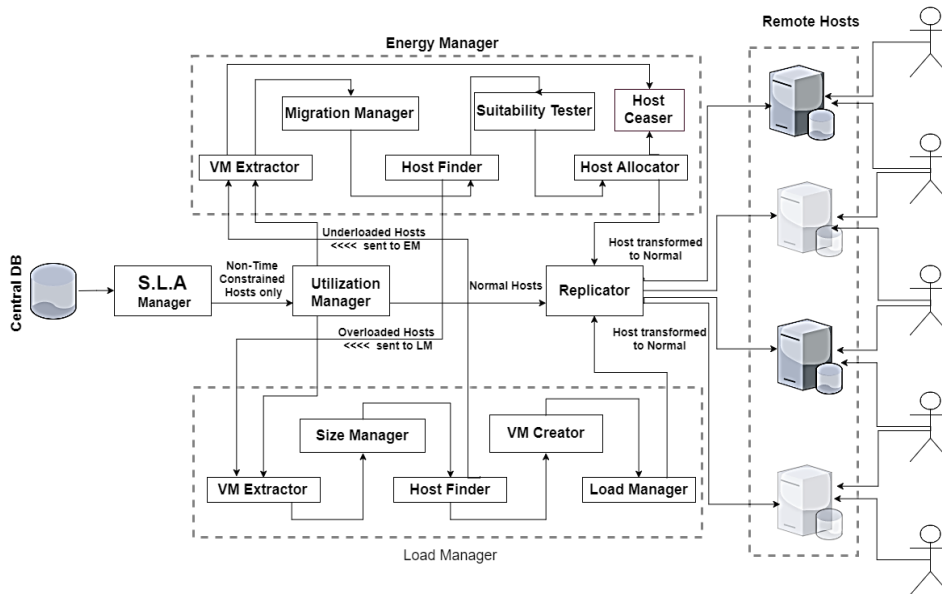 Remote Hosts
Energy Manager
Migration Manager
Suitability Tester
Host
Ceaser
VM Extractor
Host Finder
Host Allocator
Underloaded Hosts
<<<< sent to EM
Host transformed
to Normal
Central DB
S.L.A
Manager
Non-Time
Constrained
Hosts only
Utilization
Manager
Normal Hosts
Replicator
Overloaded Hosts
<<<< sent to LM
Host transformed
to Normal
Size Manager
VM Creator
VM Extractor
Host Finder
Load Manager
Load Manager